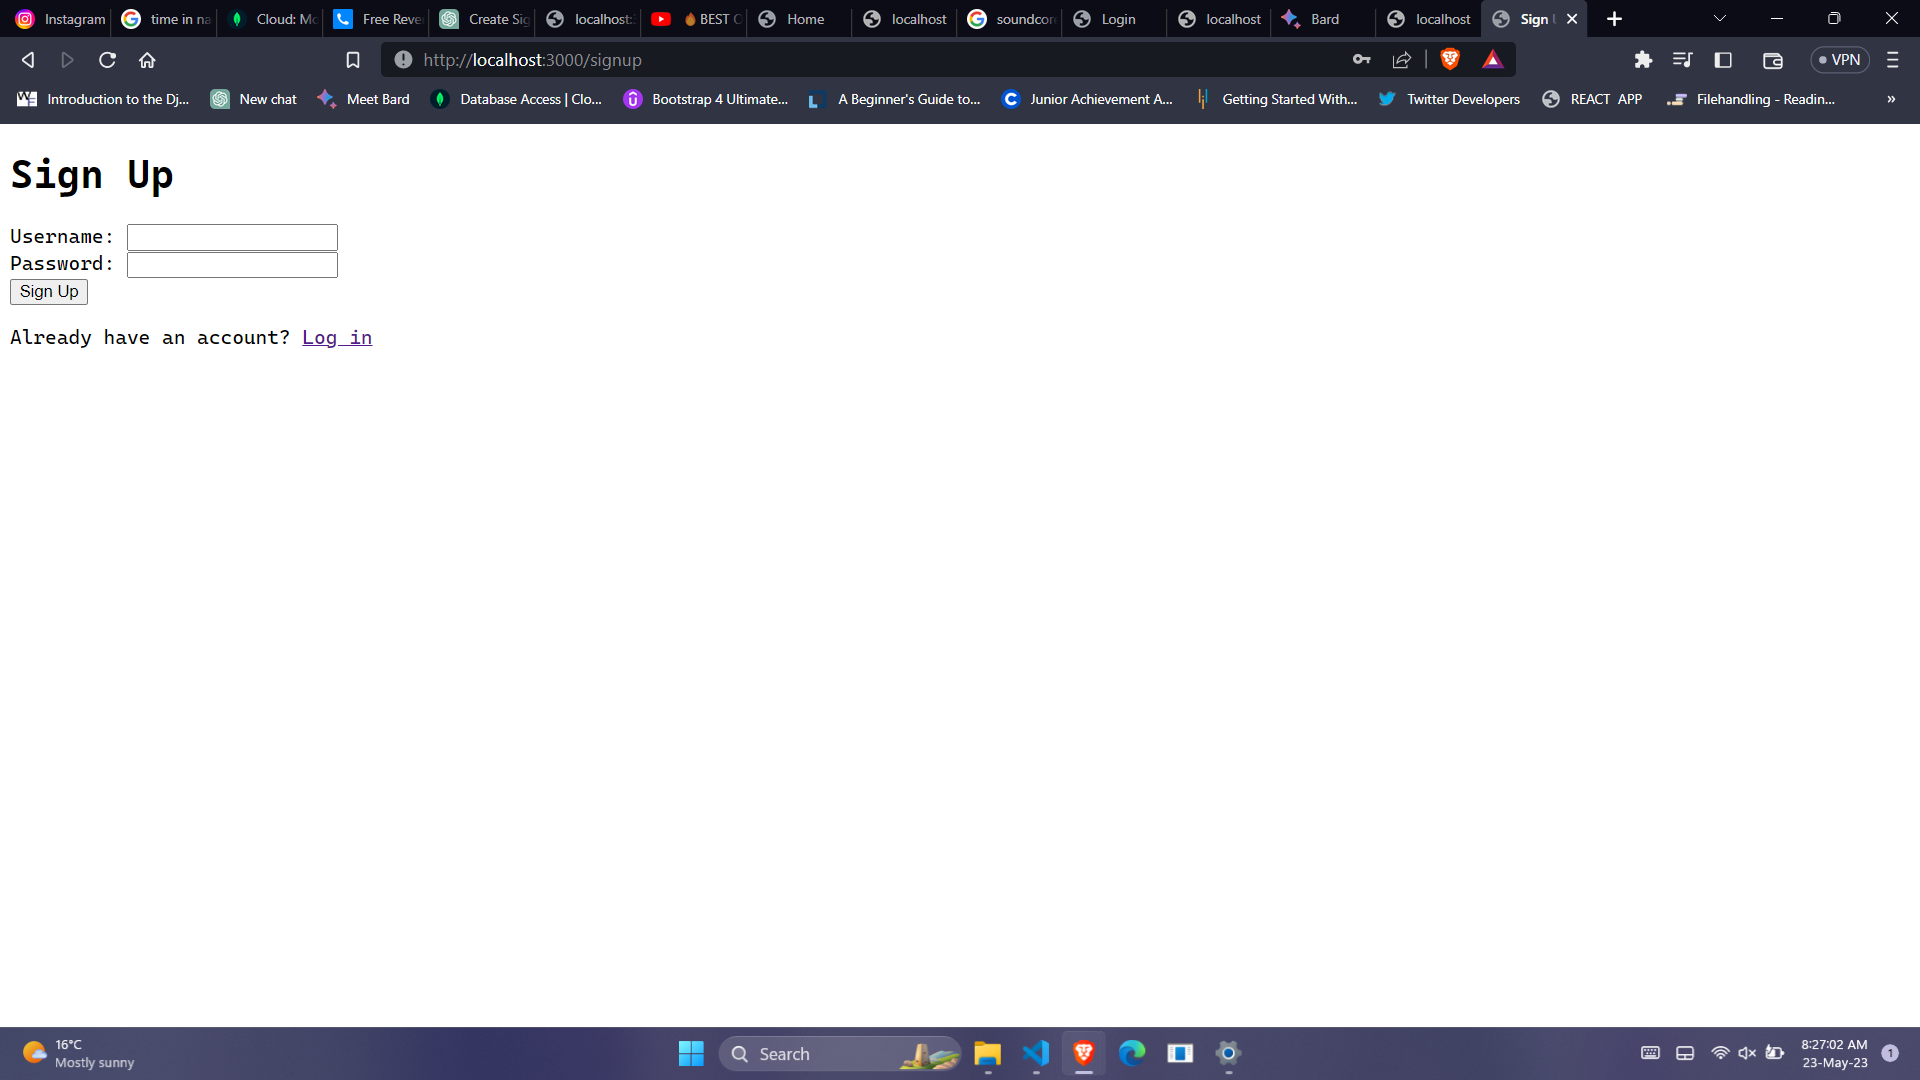 Instagram
time in na
Cloud: Mo
Free Reve
Create Sig
localhost:3
🔥BEST C
Home
localhost
soundcore
Login
localhost
Bard
localhost
Sign U
http://localhost:3000/signup
VPN
Introduction to the Dj...
New chat
Meet Bard
Database Access | Clo...
Bootstrap 4 Ultimate...
A Beginner's Guide to...
Junior Achievement A...
Getting Started With...
Twitter Developers
REACT APP
Filehandling - Readin...
»
Sign Up
Username:
Password:
Sign Up
Already have an account? Log in
16°C
Mostly sunny
Search
8:27:02 AM
23-May-23
1